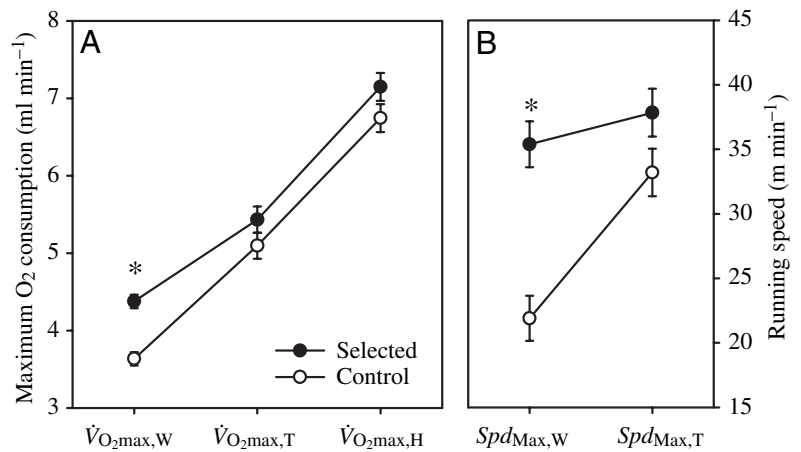 A
Maximum O₂ consumption (ml min⁻¹)
8
7
6
5
4
3
*
Selected
Control
V̇O₂max,W
V̇O₂max,T
V̇O₂max,H
B
*
45
40
35
30
25
20
15
Running speed (m min⁻¹)
SpdMax,W
SpdMax,T